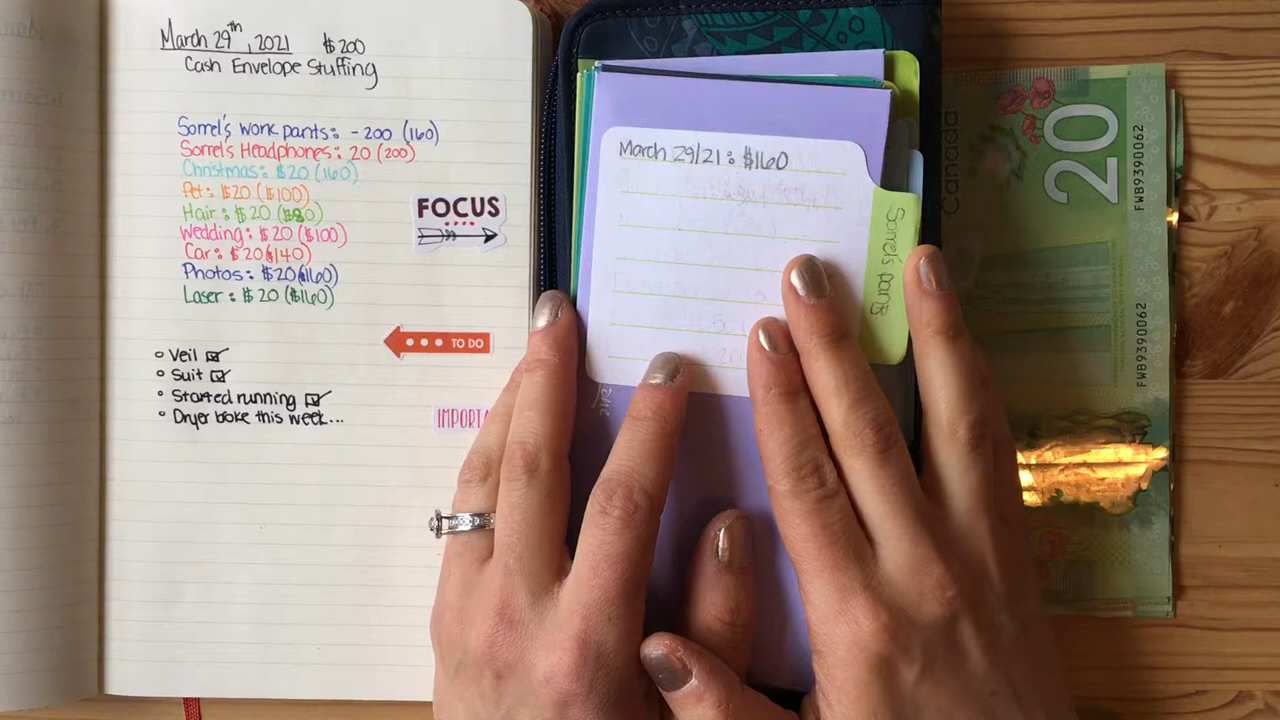 March 29th, 2021 $200
Cash Envelope Stuffing
Sorrel's work pants: -200 (160)
Sorrel's Headphones: 20 (200)
Christmas: $20 (160)
Pet: $20 ($100)
Hair: $20 ($80)
Wedding: $20 ($100)
Car: $20 ($140)
Photos: $20 ($160)
Laser: $20 ($160)
FOCUS
TO DO
Veil
Suit
Started running
Dryer boke this week...
March 29/21: $160
Sorrel's pants
Canada
20
FWB9390062
FWB9390062